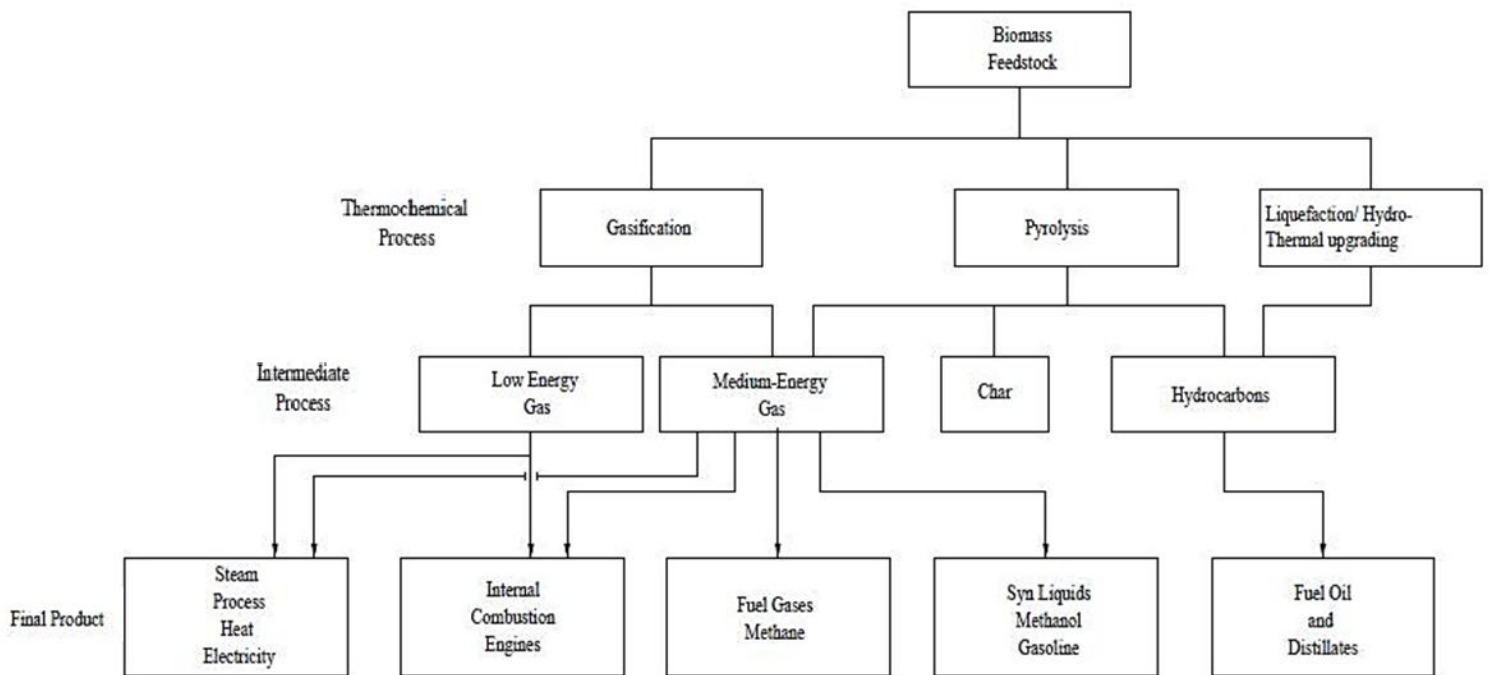 Biomass
Feedstock
Thermochemical
Process
Gasification
Pyrolysis
Liquefaction/ Hydro-
Thermal upgrading
Intermediate
Process
Low Energy
Gas
Medium-Energy
Gas
Char
Hydrocarbons
Final Product
Steam
Process
Heat
Electricity
Internal
Combustion
Engines
Fuel Gases
Methane
Syn Liquids
Methanol
Gasoline
Fuel Oil
and
Distillates